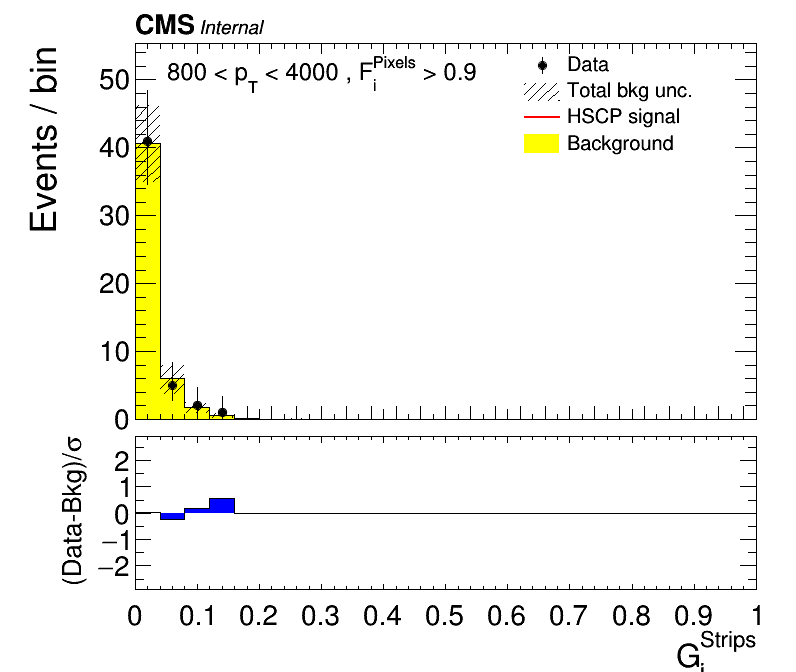 CMS Internal
800 < p_T < 4000 , F_i^Pixels > 0.9
Data
Total bkg unc.
HSCP signal
Background
Events / bin
50
40
30
20
10
0
(Data-Bkg)/σ
2
1
0
−1
−2
0 0.1 0.2 0.3 0.4 0.5 0.6 0.7 0.8 0.9 1
G_i^Strips